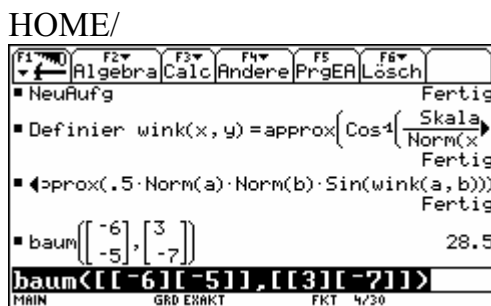 HOME/
F1 F2 F3 F4 F5 F6
Algebra Calc Andere PrgEA Lösch
NeuAufg Fertig
Definier wink(x,y)=approx(Cos⁻¹(Skala
Norm(x
Fertig
pprox(.5·Norm(a)·Norm(b)·Sin(wink(a,b)))
Fertig
baum([-6 -5],[3 -7]) 28.5
baum([[-6][-5]],[[3][-7]])
MAIN GRD EXAKT FKT 4/30